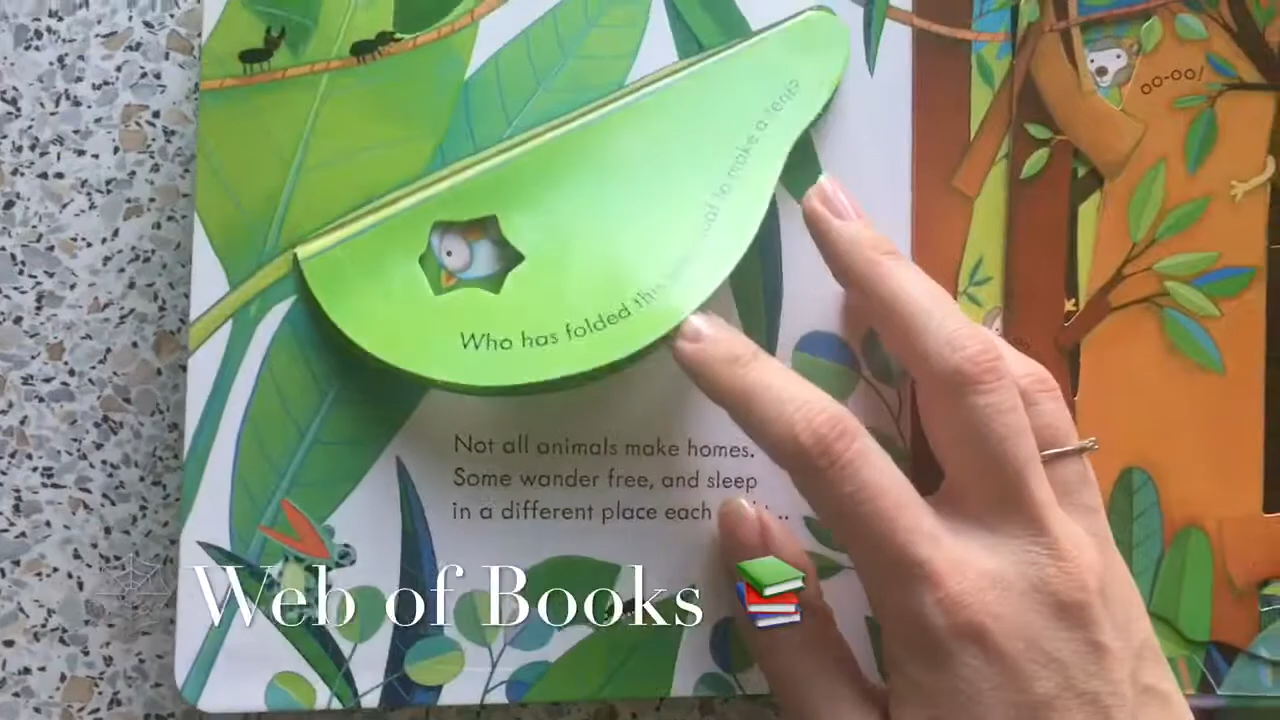 oo-oo!
Who has folded this to make a tent?
Not all animals make homes.
Some wander free, and sleep
in a different place each
Web of Books